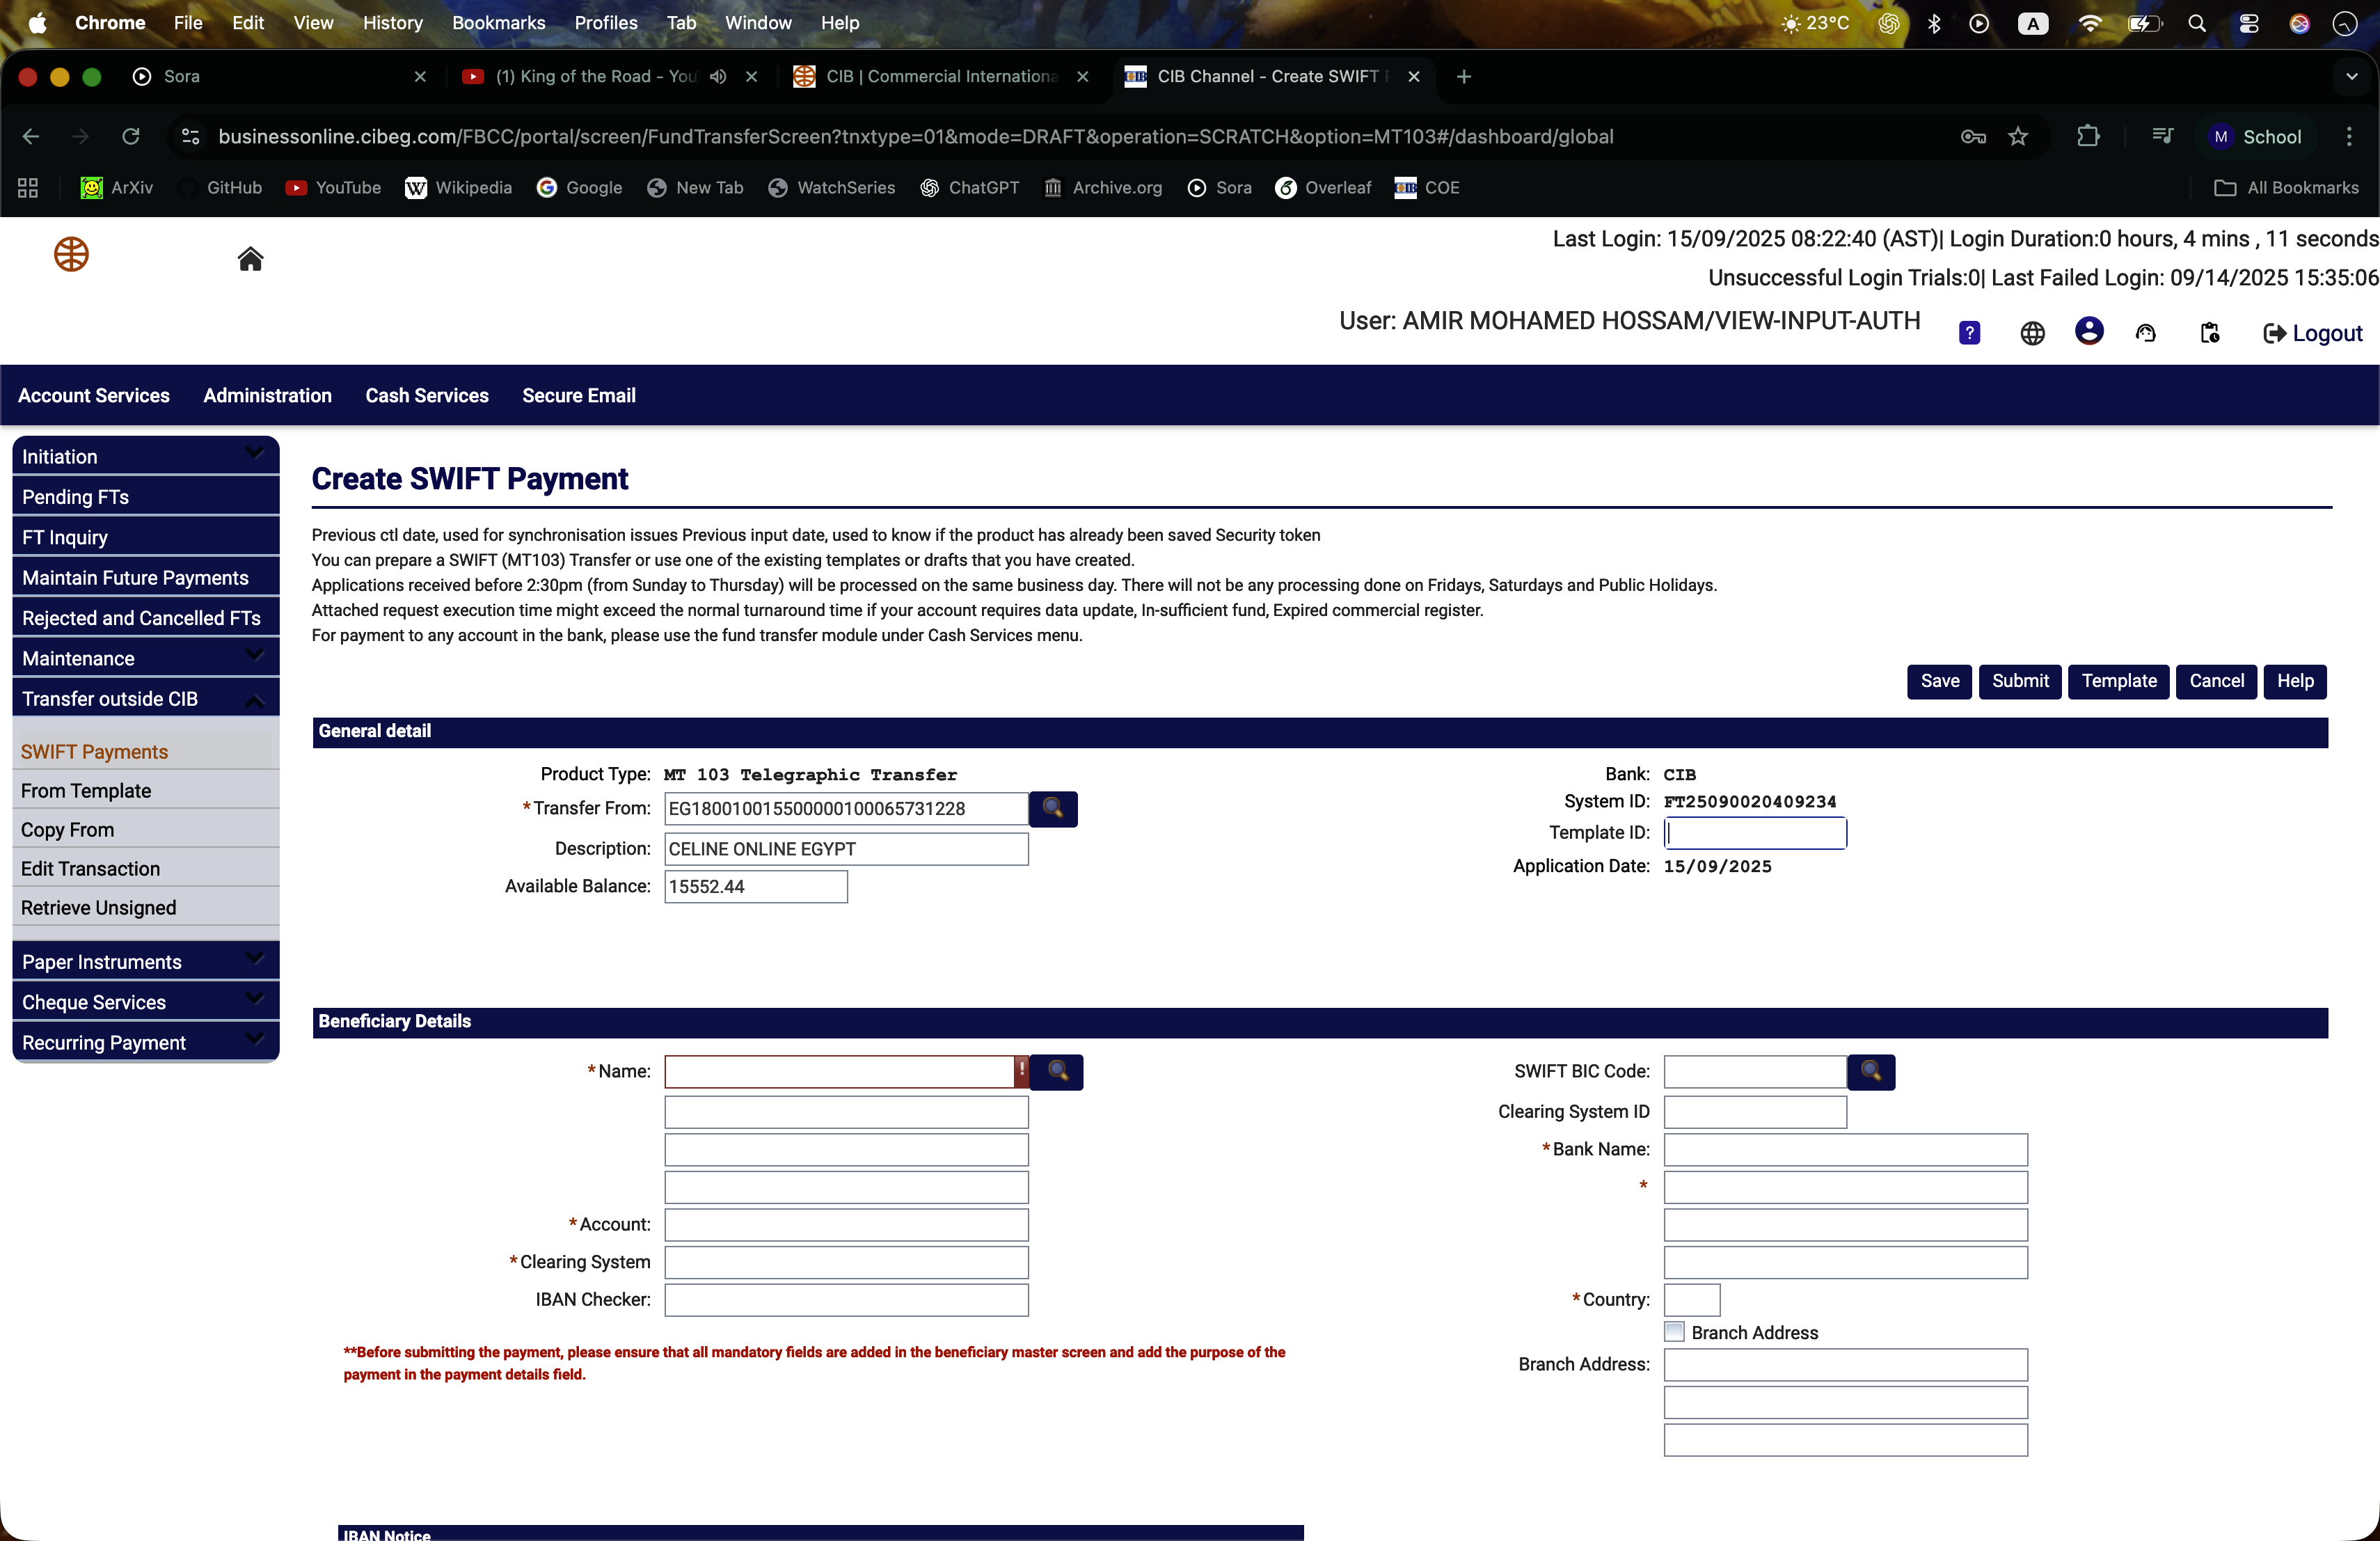 Chrome File Edit View History Bookmarks Profiles Tab Window Help 23°C A
Sora
(1) King of the Road - You
CIB | Commercial Internationa
CIB Channel - Create SWIFT P
businessonline.cibeg.com/FBCC/portal/screen/FundTransferScreen?tnxtype=01&mode=DRAFT&operation=SCRATCH&option=MT103#/dashboard/global
M School
ArXiv GitHub YouTube Wikipedia Google New Tab WatchSeries ChatGPT Archive.org Sora Overleaf COE All Bookmarks
Last Login: 15/09/2025 08:22:40 (AST)| Login Duration:0 hours, 4 mins , 11 seconds
Unsuccessful Login Trials:0| Last Failed Login: 09/14/2025 15:35:06
User: AMIR MOHAMED HOSSAM/VIEW-INPUT-AUTH
? Logout
Account Services Administration Cash Services Secure Email
Initiation
Pending FTs
FT Inquiry
Maintain Future Payments
Rejected and Cancelled FTs
Maintenance
Transfer outside CIB
SWIFT Payments
From Template
Copy From
Edit Transaction
Retrieve Unsigned
Paper Instruments
Cheque Services
Recurring Payment
Create SWIFT Payment
Previous ctl date, used for synchronisation issues Previous input date, used to know if the product has already been saved Security token
You can prepare a SWIFT (MT103) Transfer or use one of the existing templates or drafts that you have created.
Applications received before 2:30pm (from Sunday to Thursday) will be processed on the same business day. There will not be any processing done on Fridays, Saturdays and Public Holidays.
Attached request execution time might exceed the normal turnaround time if your account requires data update, In-sufficient fund, Expired commercial register.
For payment to any account in the bank, please use the fund transfer module under Cash Services menu.
Save Submit Template Cancel Help
General detail
Product Type: MT 103 Telegraphic Transfer
*Transfer From: EG180010015500000100065731228
Description: CELINE ONLINE EGYPT
Available Balance: 15552.44
Bank: CIB
System ID: FT25090020409234
Template ID:
Application Date: 15/09/2025
Beneficiary Details
*Name: !
*Account:
*Clearing System
IBAN Checker:
**Before submitting the payment, please ensure that all mandatory fields are added in the beneficiary master screen and add the purpose of the
payment in the payment details field.
SWIFT BIC Code:
Clearing System ID
*Bank Name:
*
*Country:
Branch Address
Branch Address:
IBAN Notice